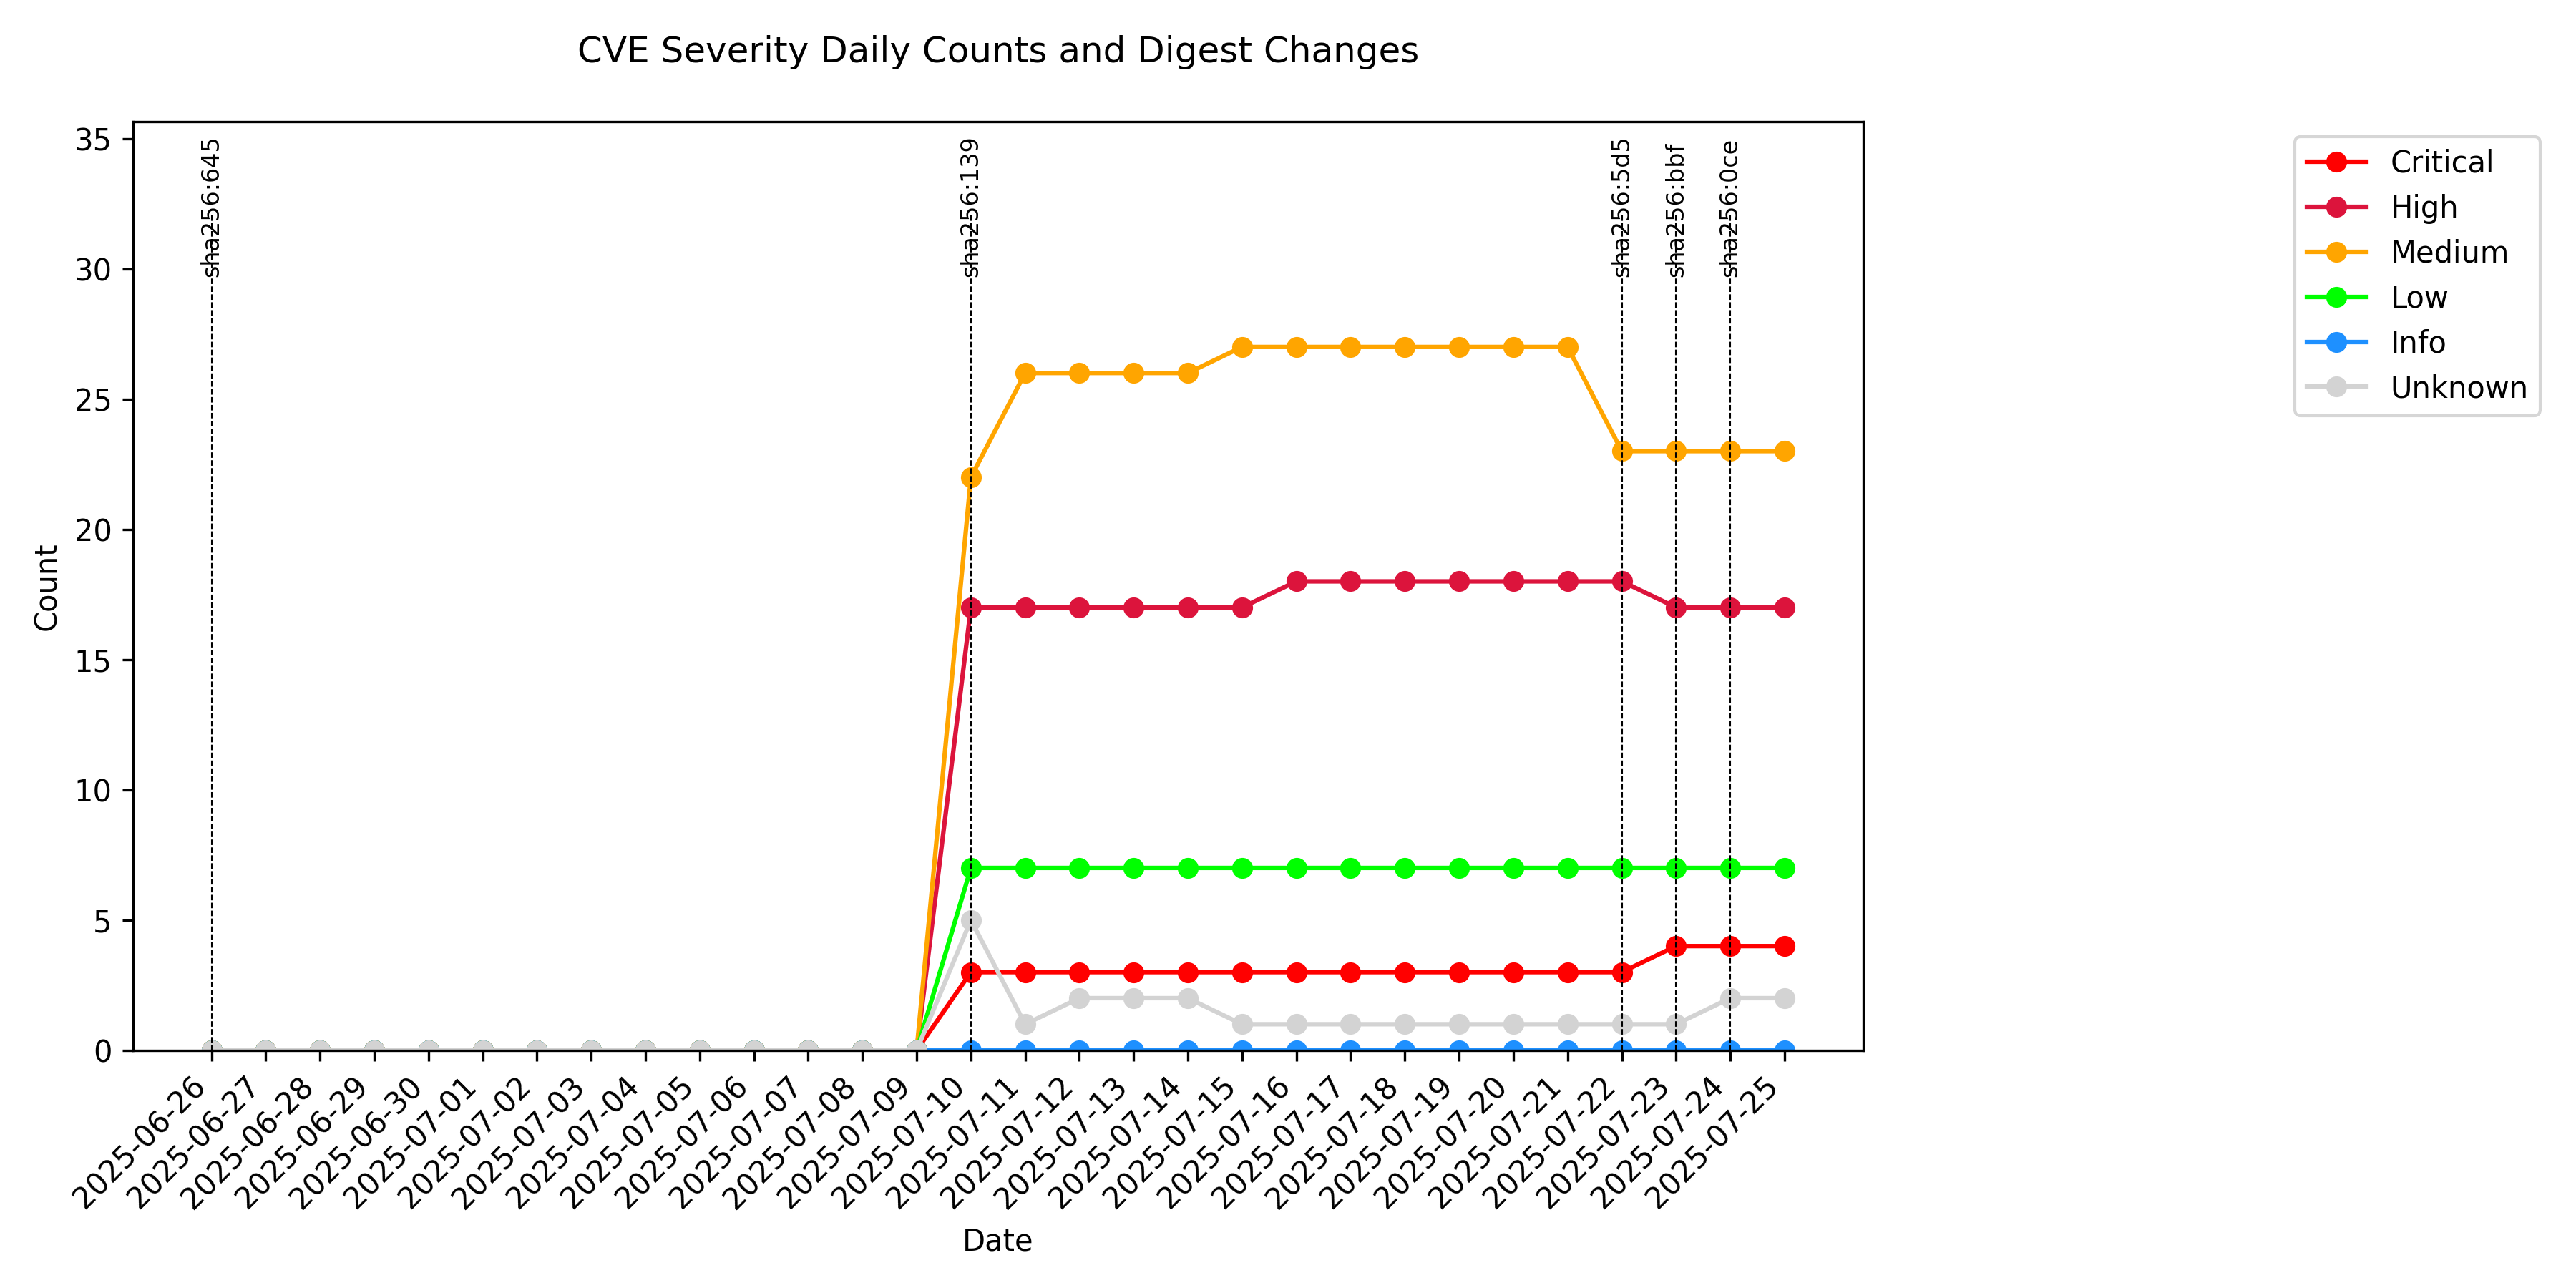 CVE Severity Daily Counts and Digest Changes
35
30
25
20
15
10
5
0
Count
sha256:645
sha256:139
sha256:5d5
sha256:bbf
sha256:0ce
Critical
High
Medium
Low
Info
Unknown
2025-06-26
2025-06-27
2025-06-28
2025-06-29
2025-06-30
2025-07-01
2025-07-02
2025-07-03
2025-07-04
2025-07-05
2025-07-06
2025-07-07
2025-07-08
2025-07-09
2025-07-10
2025-07-11
2025-07-12
2025-07-13
2025-07-14
2025-07-15
2025-07-16
2025-07-17
2025-07-18
2025-07-19
2025-07-20
2025-07-21
2025-07-22
2025-07-23
2025-07-24
2025-07-25
Date